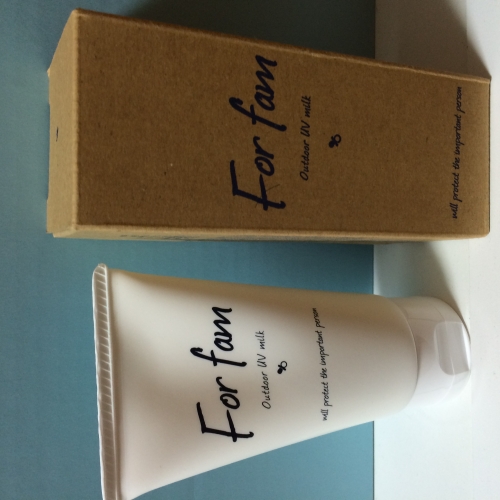 For fam
Outdoor UV milk
will protect the important person
For fam
Outdoor UV milk
will protect the important person